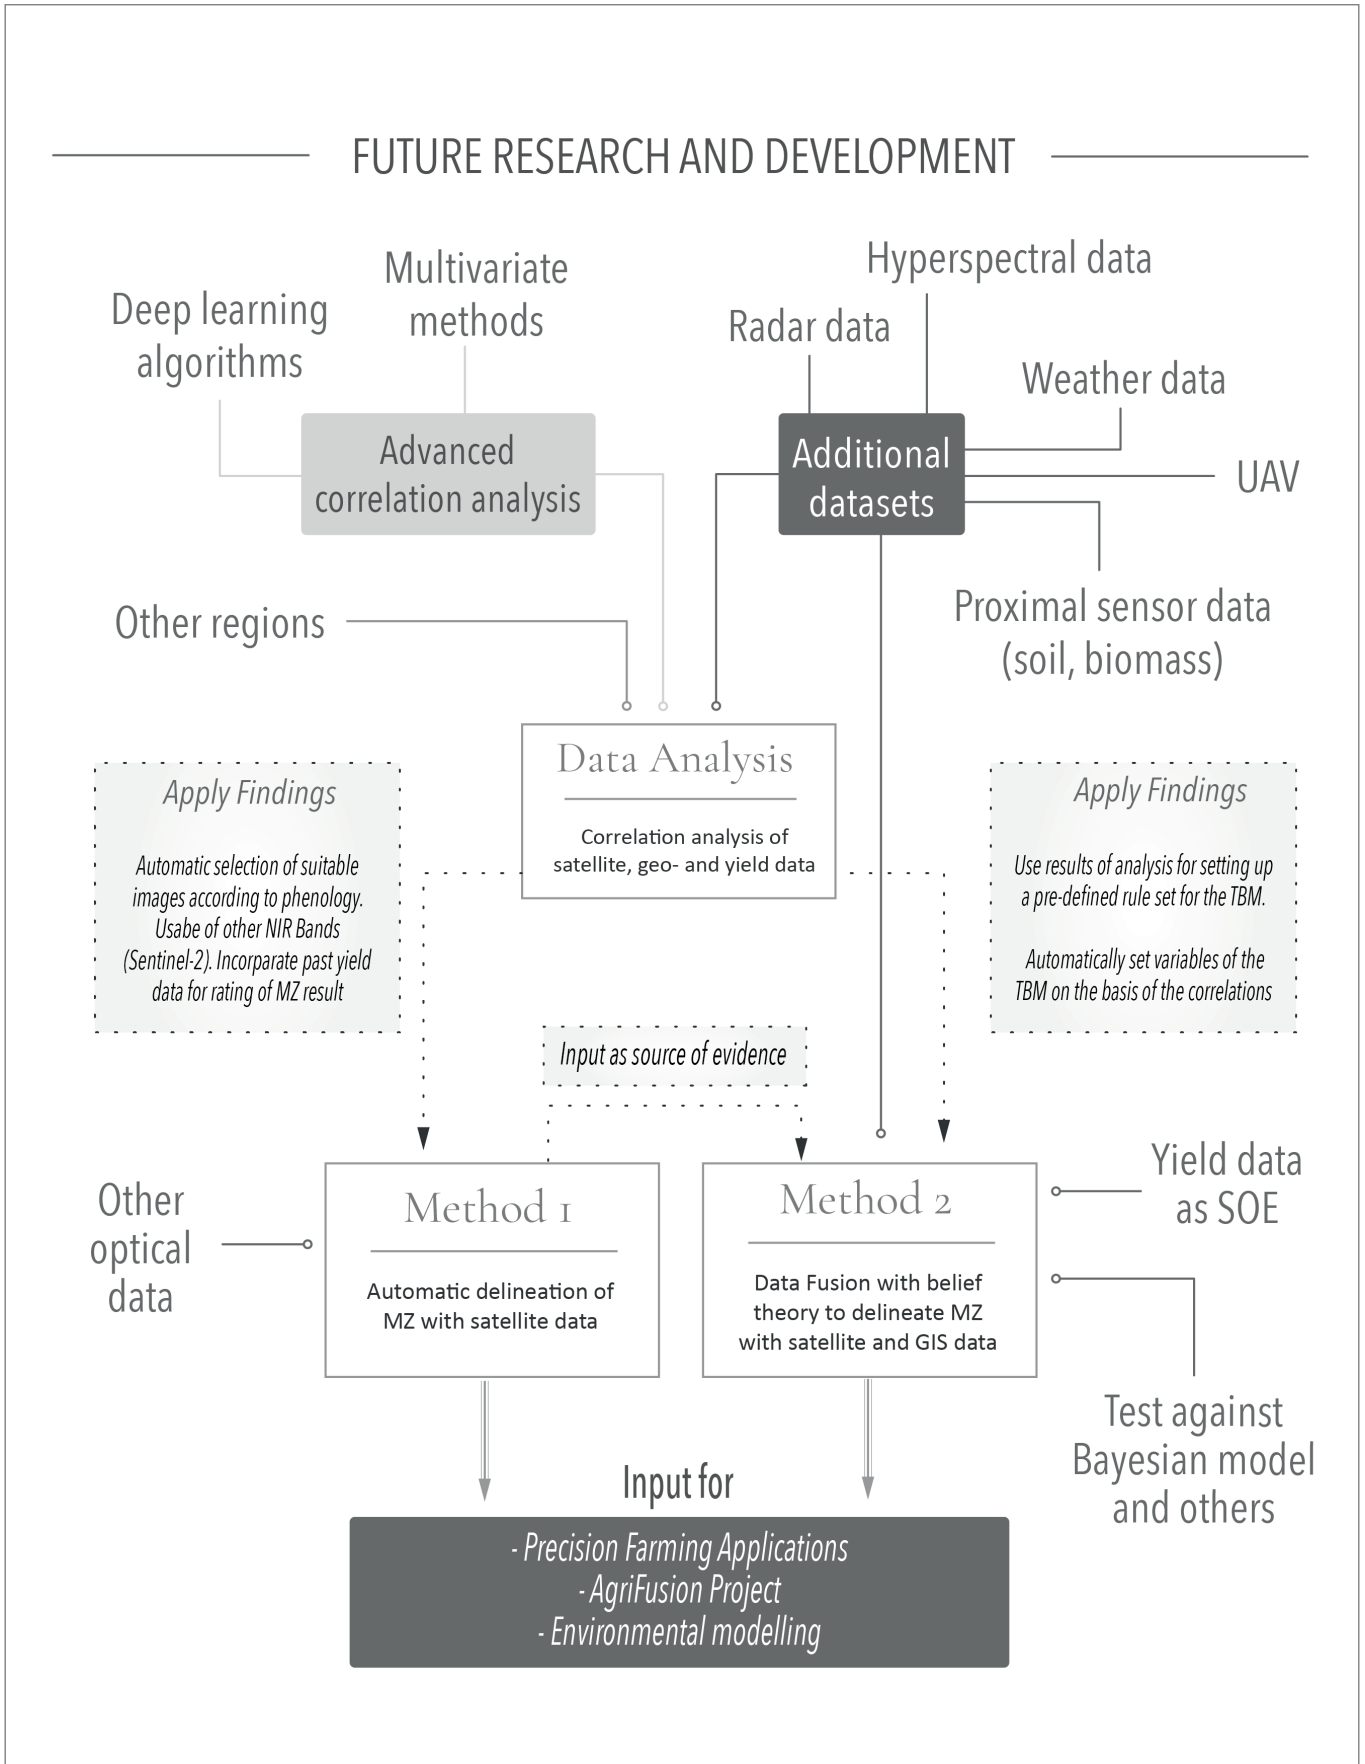 FUTURE RESEARCH AND DEVELOPMENT
Deep learning
algorithms
Multivariate
methods
Radar data
Hyperspectral data
Weather data
UAV
Proximal sensor data
(soil, biomass)
Advanced
correlation analysis
Additional
datasets
Other regions
Data Analysis
Correlation analysis of
satellite, geo- and yield data
Apply Findings
Automatic selection of suitable
images according to phenology.
Usabe of other NIR Bands
(Sentinel-2). Incorparate past yield
data for rating of MZ result
Apply Findings
Use results of analysis for setting up
a pre-defined rule set for the TBM.
Automatically set variables of the
TBM on the basis of the correlations
Input as source of evidence
Other
optical
data
Method 1
Automatic delineation of
MZ with satellite data
Method 2
Data Fusion with belief
theory to delineate MZ
with satellite and GIS data
Yield data
as SOE
Test against
Bayesian model
and others
Input for
- Precision Farming Applications
- AgriFusion Project
- Environmental modelling